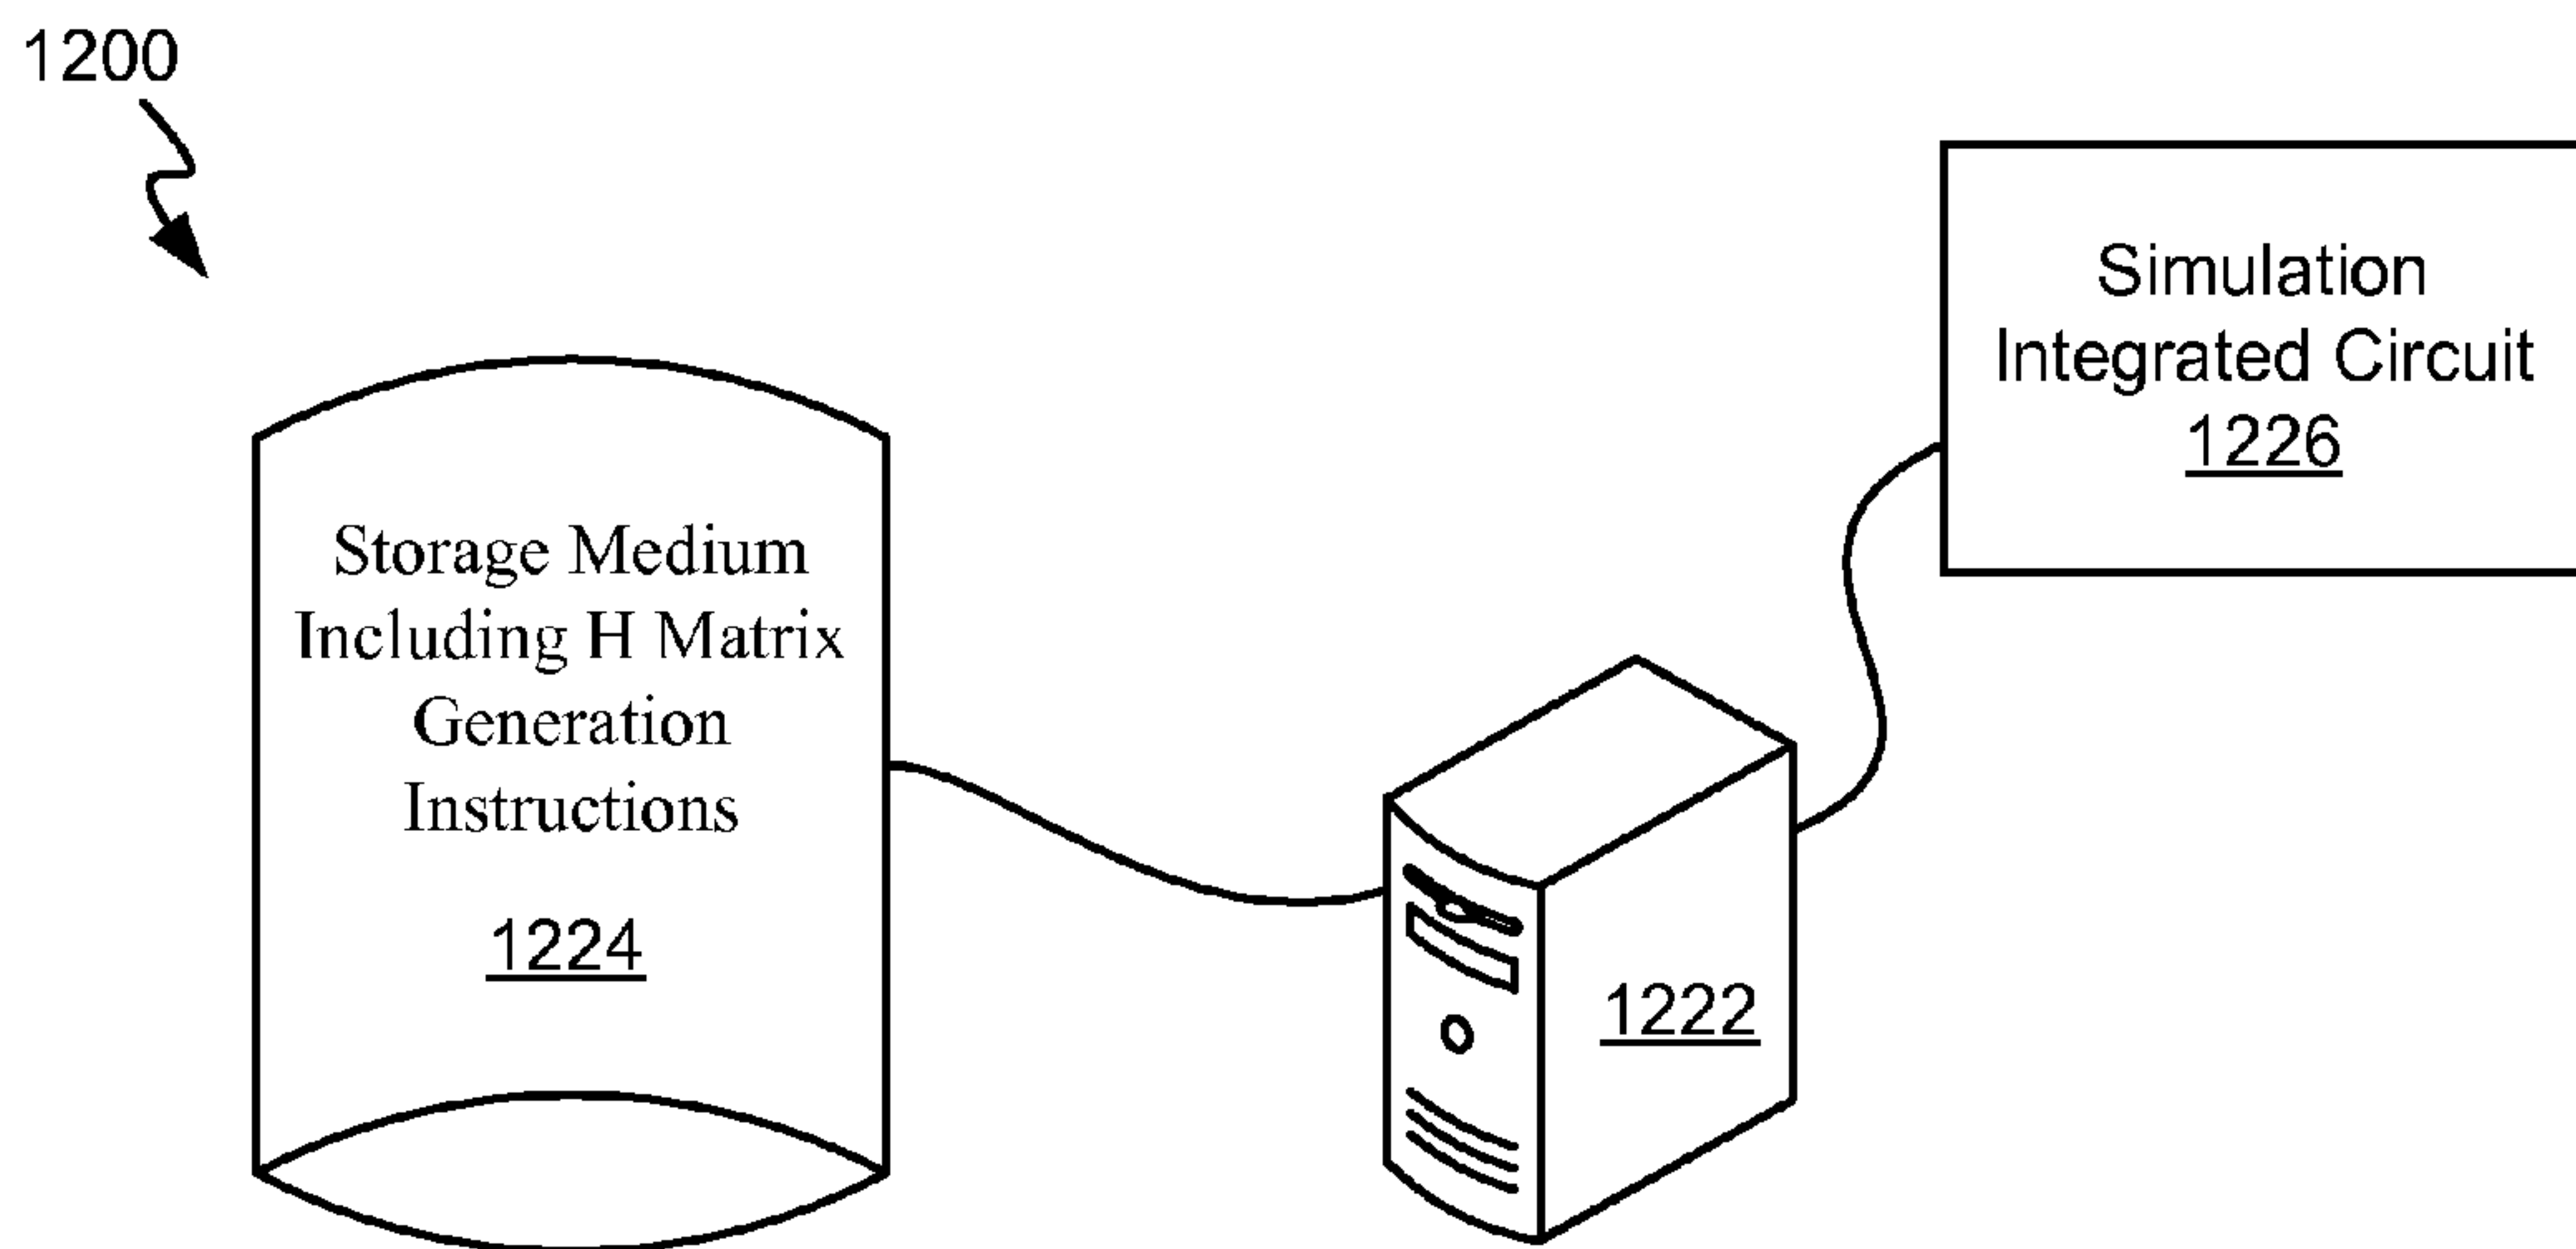 1200
Simulation
Integrated Circuit
1226
Storage Medium
Including H Matrix
Generation
Instructions
1224
1222